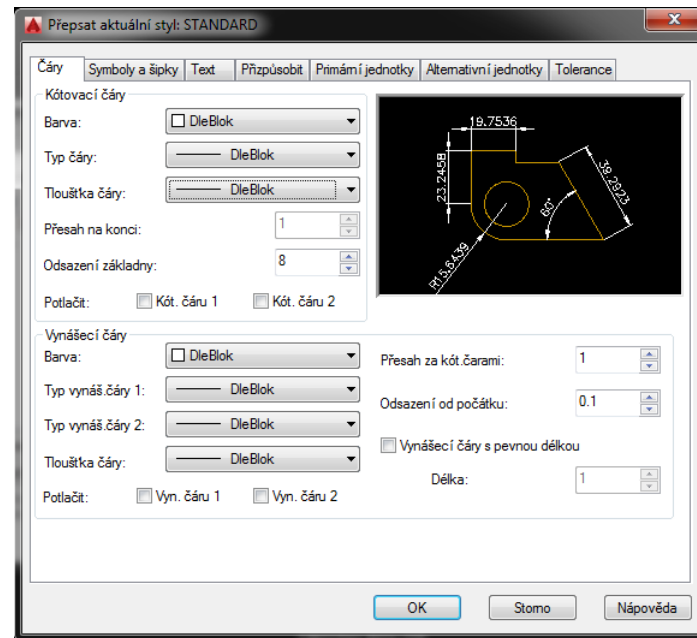 Přepsat aktuální styl: STANDARD
Čáry Symboly a šipky Text Přizpůsobit Primární jednotky Alternativní jednotky Tolerance
Kótovací čáry
Barva: DleBlok
Typ čáry: DleBlok
Tloušťka čáry: DleBlok
Přesah na konci: 1
Odsazení základny: 8
Potlačit: Kót. čáru 1 Kót. čáru 2
19.7536
23.2458
39.2923
60°
R15.6439
Vynášecí čáry
Barva: DleBlok
Typ vynáš.čáry 1: DleBlok
Typ vynáš.čáry 2: DleBlok
Tloušťka čáry: DleBlok
Potlačit: Vyn. čáru 1 Vyn. čáru 2
Přesah za kót.čarami: 1
Odsazení od počátku: 0.1
Vynášecí čáry s pevnou délkou
Délka: 1
OK Storno Nápověda